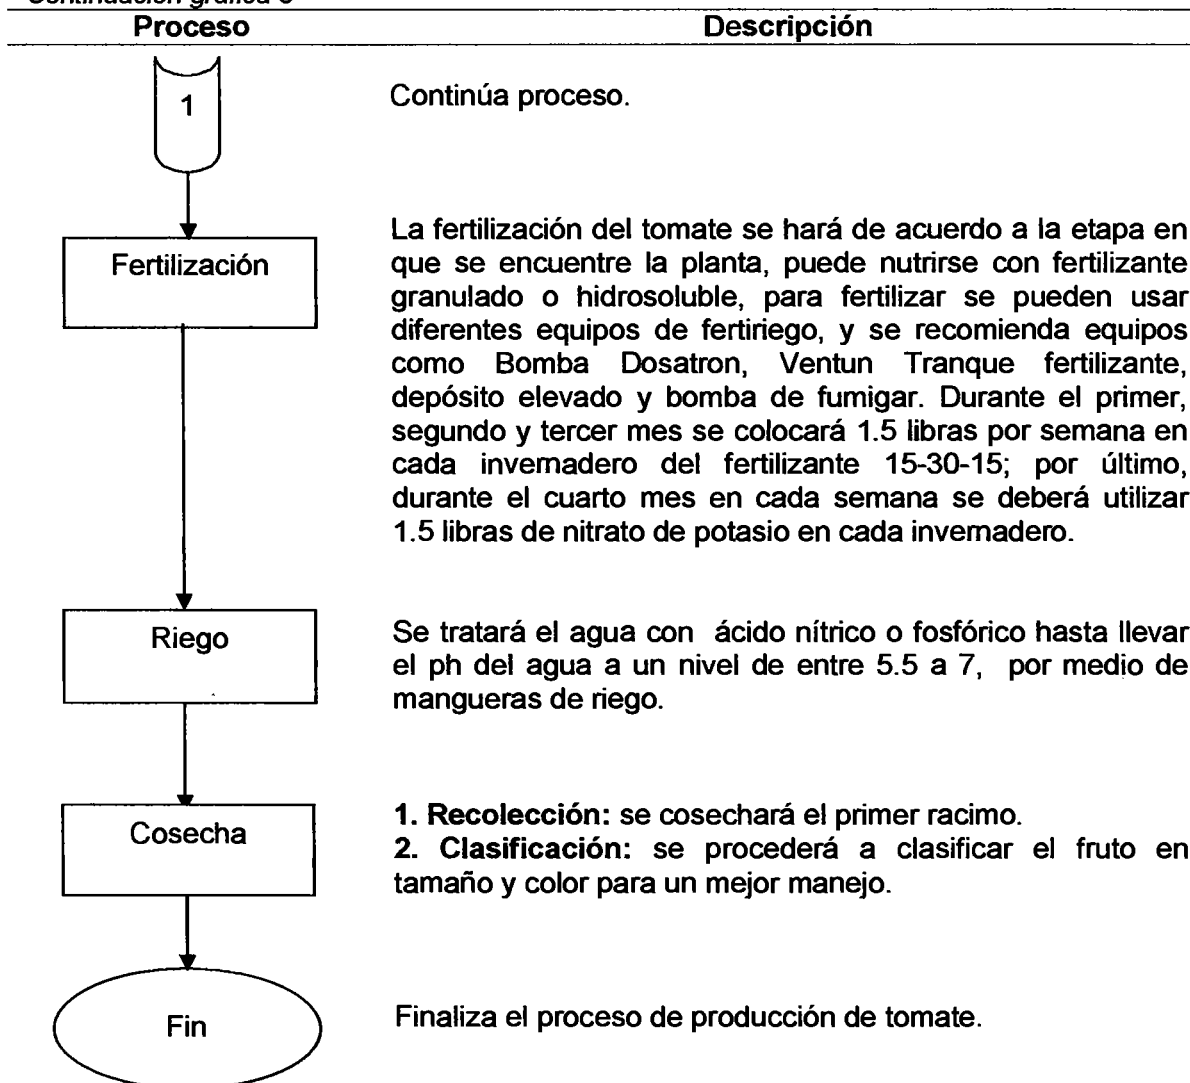 Proceso Descripción
1
Continúa proceso.
Fertilización
La fertilización del tomate se hará de acuerdo a la etapa en
que se encuentre la planta, puede nutrirse con fertilizante
granulado o hidrosoluble, para fertilizar se pueden usar
diferentes equipos de fertiriego, y se recomienda equipos
como Bomba Dosatron, Ventun Tranque fertilizante,
depósito elevado y bomba de fumigar. Durante el primer,
segundo y tercer mes se colocará 1.5 libras por semana en
cada invernadero del fertilizante 15-30-15; por último,
durante el cuarto mes en cada semana se deberá utilizar
1.5 libras de nitrato de potasio en cada invernadero.
Riego
Se tratará el agua con ácido nítrico o fosfórico hasta llevar
el ph del agua a un nivel de entre 5.5 a 7, por medio de
mangueras de riego.
Cosecha
1. Recolección: se cosechará el primer racimo.
2. Clasificación: se procederá a clasificar el fruto en
tamaño y color para un mejor manejo.
Fin
Finaliza el proceso de producción de tomate.